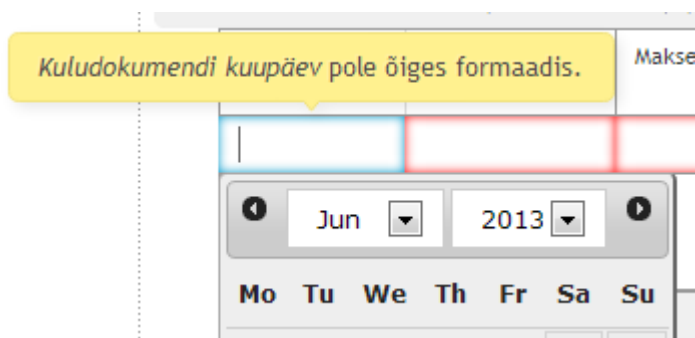 Kuludokumendi kuupäev pole õiges formaadis.
Makse
Jun 2013
Mo Tu We Th Fr Sa Su